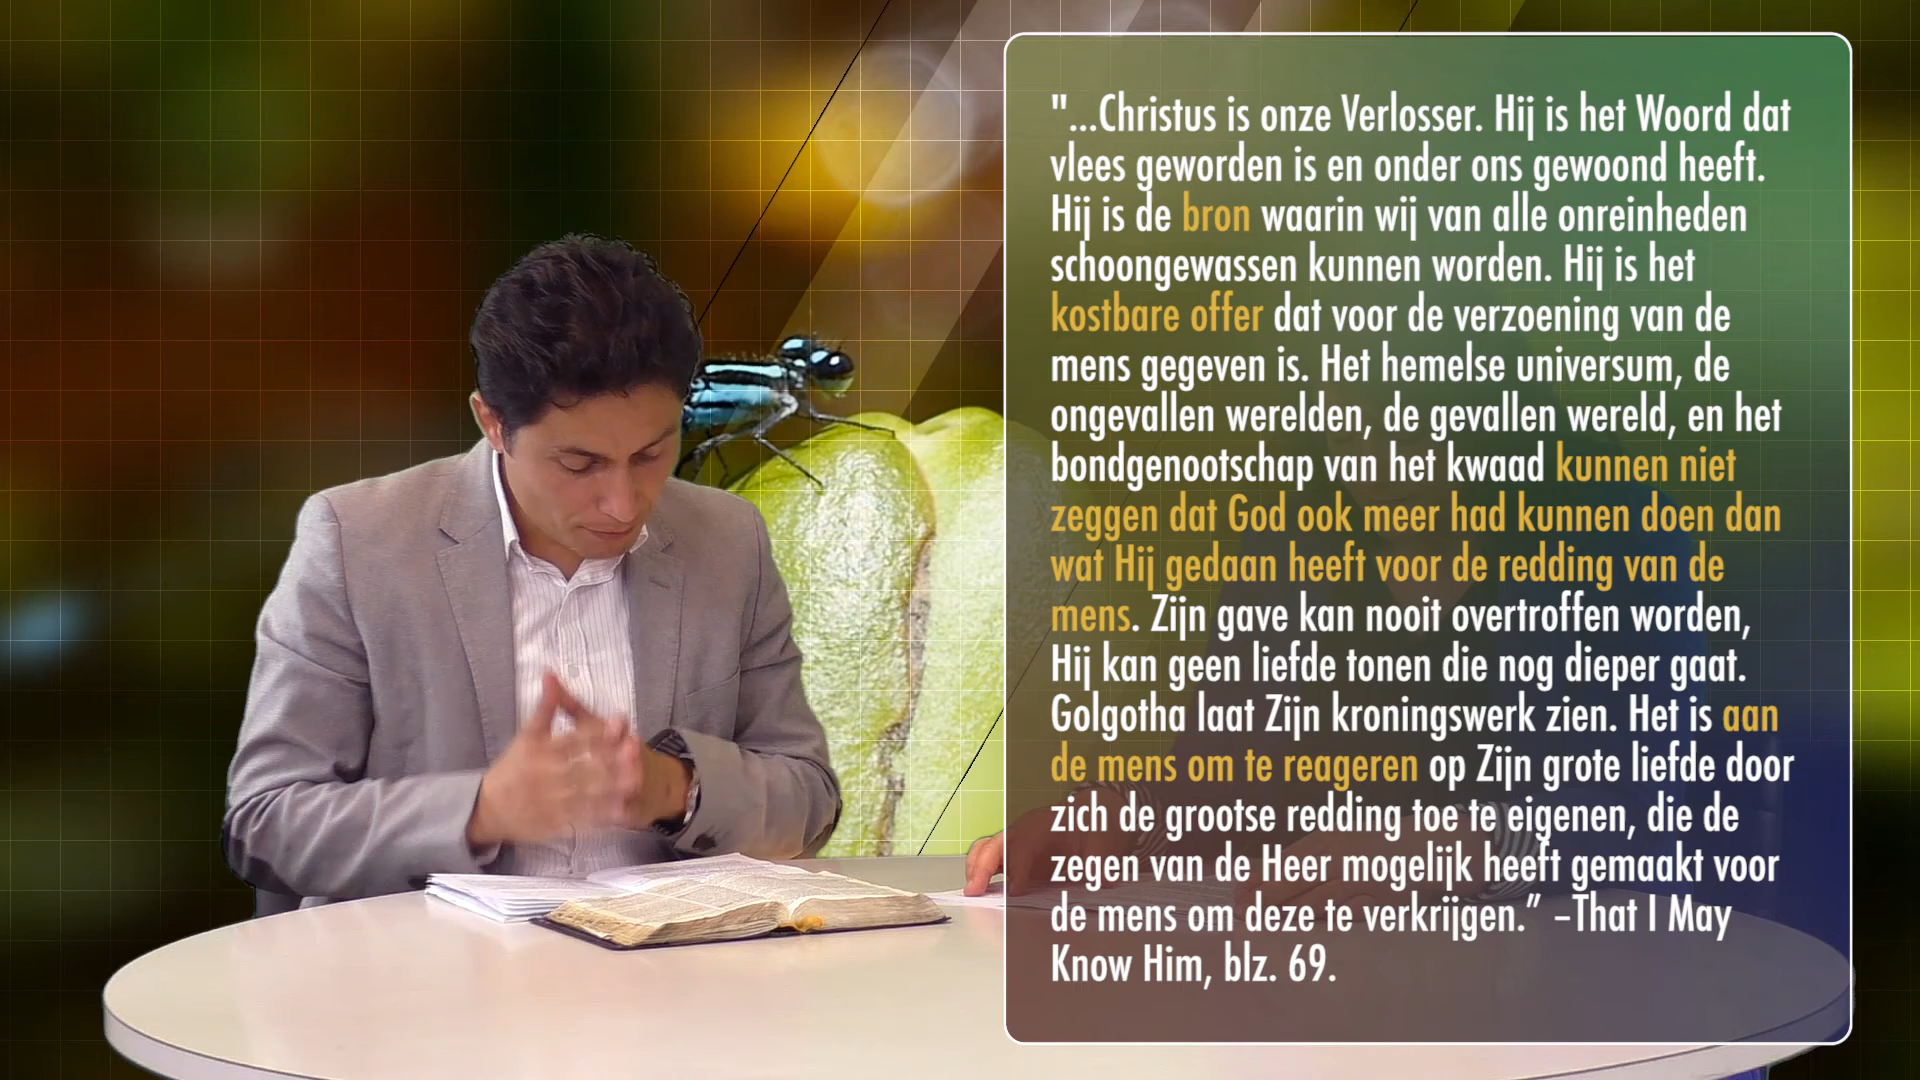 "...Christus is onze Verlosser. Hij is het Woord dat
vlees geworden is en onder ons gewoond heeft.
Hij is de bron waarin wij van alle onreinheden
schoongewassen kunnen worden. Hij is het
kostbare offer dat voor de verzoening van de
mens gegeven is. Het hemelse universum, de
ongevallen werelden, de gevallen wereld, en het
bondgenootschap van het kwaad kunnen niet
zeggen dat God ook meer had kunnen doen dan
wat Hij gedaan heeft voor de redding van de
mens. Zijn gave kan nooit overtroffen worden,
Hij kan geen liefde tonen die nog dieper gaat.
Golgotha laat Zijn kroningswerk zien. Het is aan
de mens om te reageren op Zijn grote liefde door
zich de grootse redding toe te eigenen, die de
zegen van de Heer mogelijk heeft gemaakt voor
de mens om deze te verkrijgen.” –That I May
Know Him, blz. 69.